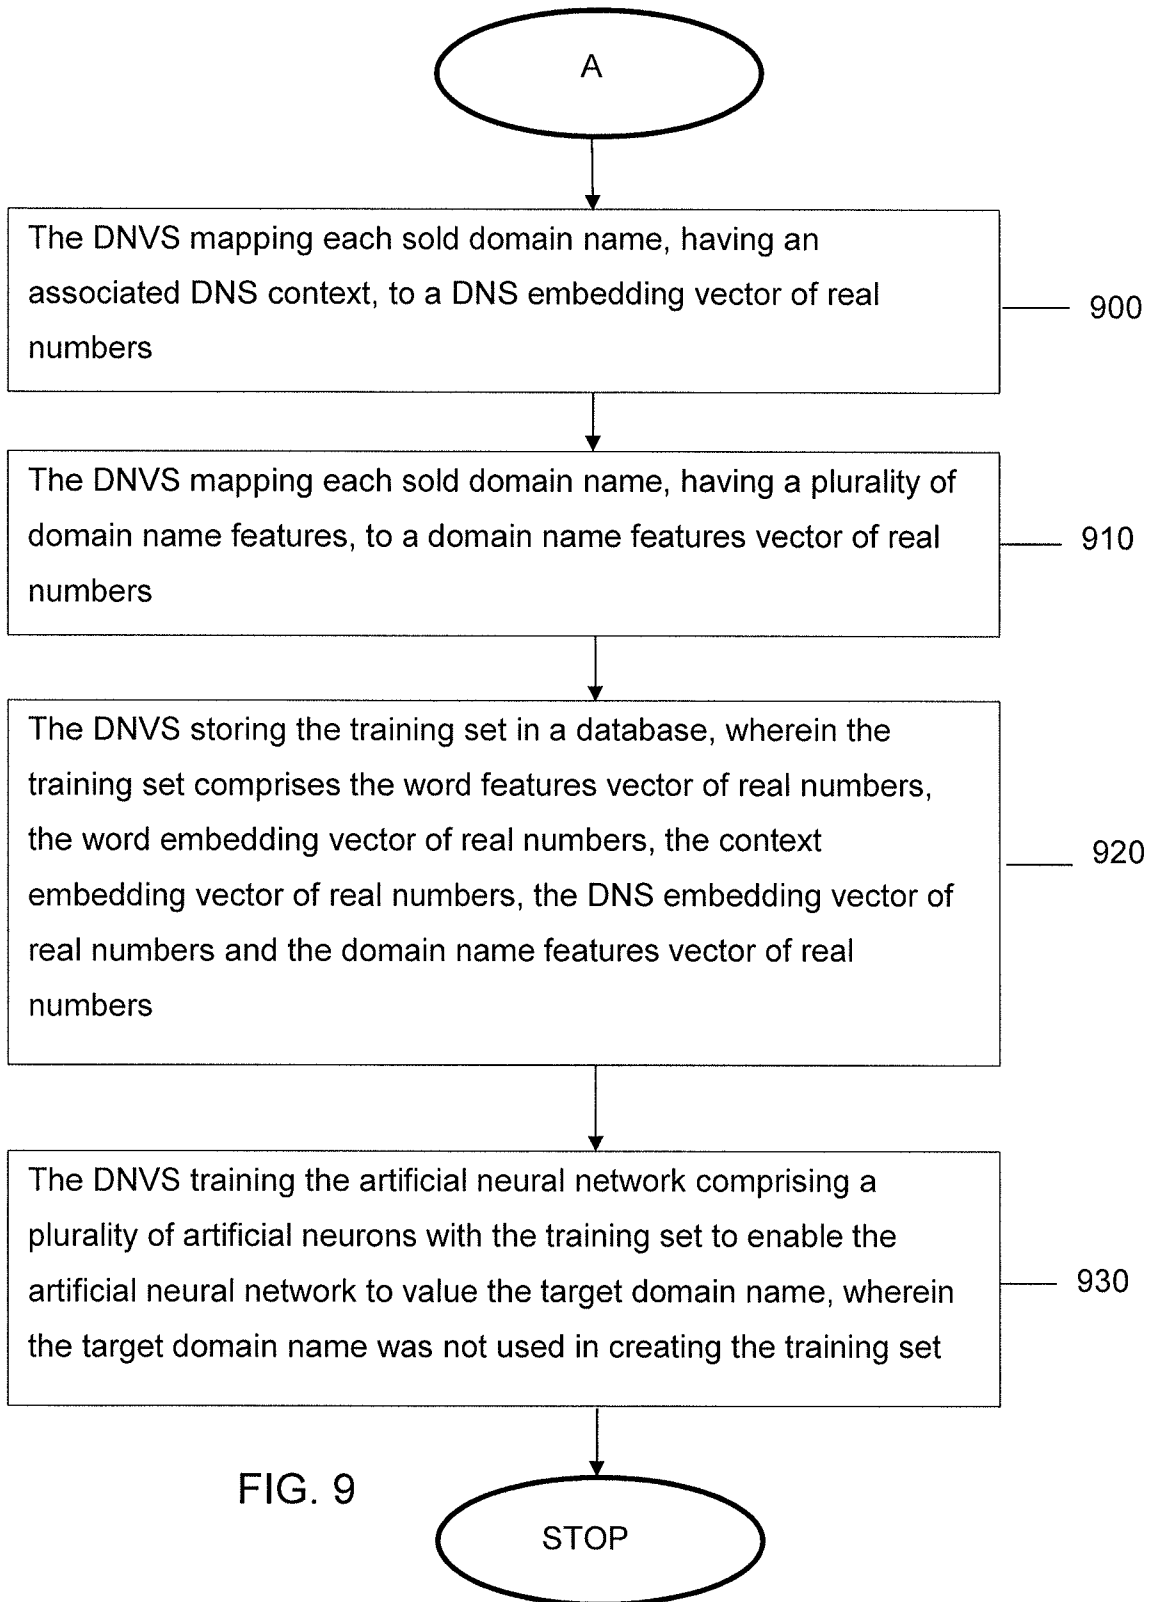 A
The DNVS mapping each sold domain name, having an
associated DNS context, to a DNS embedding vector of real
numbers
900
The DNVS mapping each sold domain name, having a plurality of
domain name features, to a domain name features vector of real
numbers
910
The DNVS storing the training set in a database, wherein the
training set comprises the word features vector of real numbers,
the word embedding vector of real numbers, the context
embedding vector of real numbers, the DNS embedding vector of
real numbers and the domain name features vector of real
numbers
920
The DNVS training the artificial neural network comprising a
plurality of artificial neurons with the training set to enable the
artificial neural network to value the target domain name, wherein
the target domain name was not used in creating the training set
930
FIG. 9
STOP